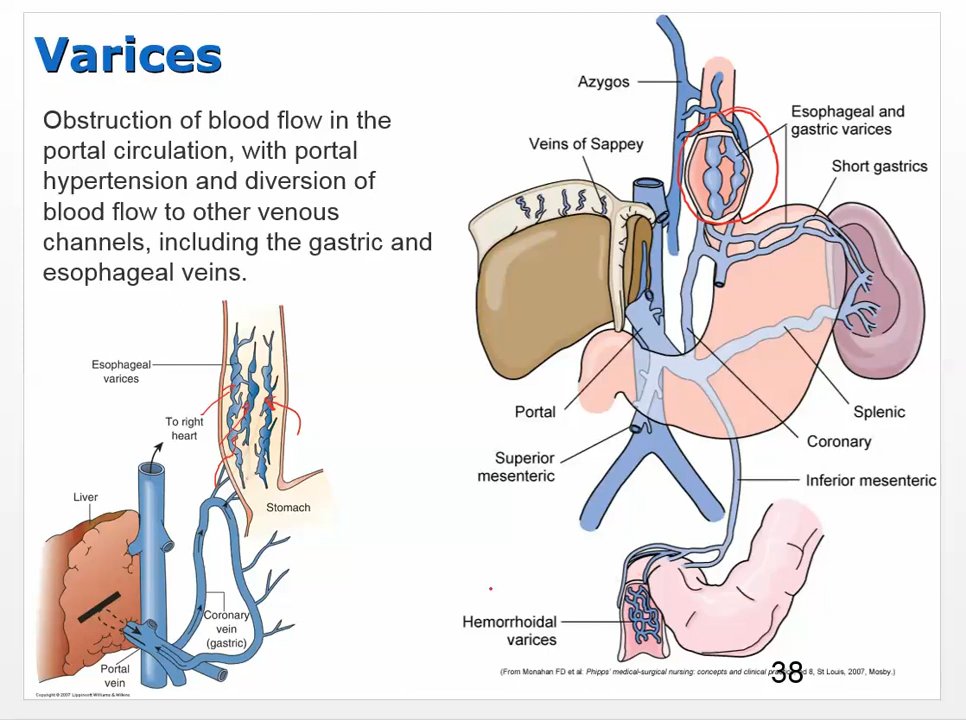 Varices
Obstruction of blood flow in the
portal circulation, with portal
hypertension and diversion of
blood flow to other venous
channels, including the gastric and
esophageal veins.
Esophageal
varices
To right
heart
Liver
Stomach
Coronary
vein
(gastric)
Portal
vein
Copyright © 2007 Lippincott Williams & Wilkins
Azygos
Esophageal and
gastric varices
Veins of Sappey
Short gastrics
Portal
Splenic
Coronary
Superior
mesenteric
Inferior mesenteric
Hemorrhoidal
varices
(From Monahan FD et al: Phipps' medical-surgical nursing: concepts and clinical 8, St Louis, 2007, Mosby.)
38